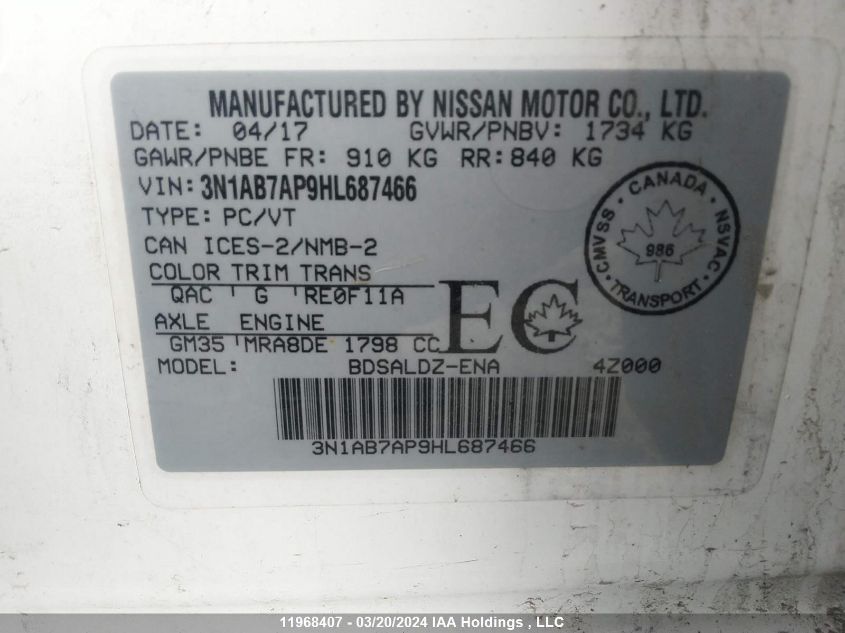 MANUFACTURED BY NISSAN MOTOR CO., LTD.
DATE: 04/17 GVWR/PNBV: 1734 KG
GAWR/PNBE FR: 910 KG RR:840 KG
VIN: 3N1AB7AP9HL687466
TYPE: PC/VT
CAN ICES-2/NMB-2
COLOR TRIM TRANS
QAC G RE0F11A
AXLE ENGINE
GM35 MRA8DE 1798 CC
EC
MODEL: BDSALDZ-ENA 4Z000
3N1AB7AP9HL687466
CANADA
CMVSS
986
NSVAC
TRANSPORT
11968407 - 03/20/2024 IAA Holdings , LLC